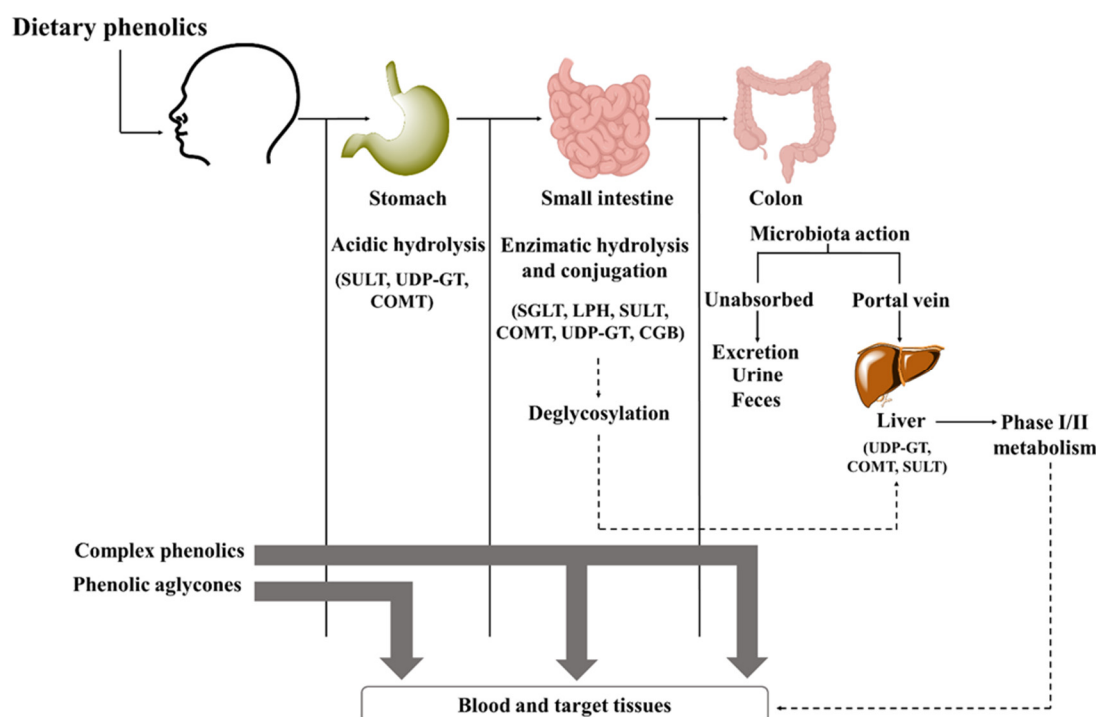 Dietary phenolics
Stomach
Acidic hydrolysis
(SULT, UDP-GT,
COMT)
Small intestine
Enzimatic hydrolysis
and conjugation
(SGLT, LPH, SULT,
COMT, UDP-GT, CGB)
Deglycosylation
Colon
Microbiota action
Unabsorbed
Excretion
Urine
Feces
Portal vein
Liver
(UDP-GT,
COMT, SULT)
Phase I/II
metabolism
Complex phenolics
Phenolic aglycones
Blood and target tissues